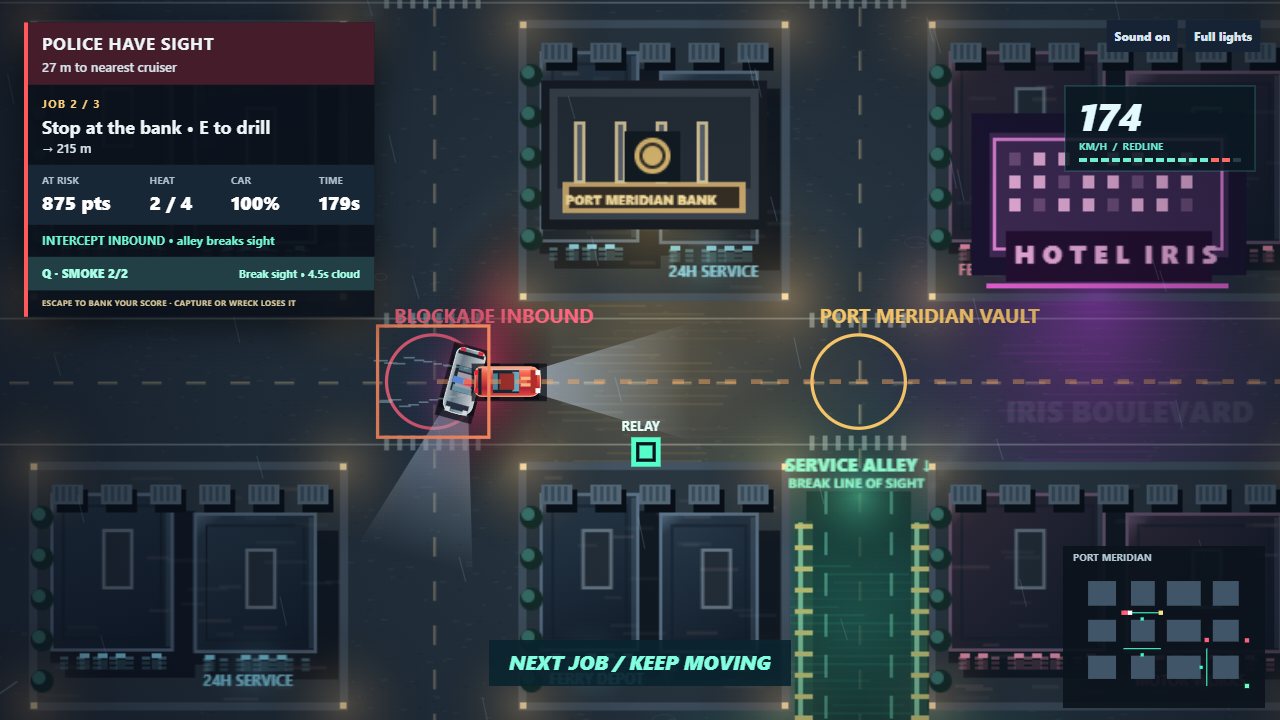 POLICE HAVE SIGHT
27 m to nearest cruiser
JOB 2 / 3
Stop at the bank • E to drill
→ 215 m
AT RISK HEAT CAR TIME
875 pts 2 / 4 100% 179s
INTERCEPT INBOUND • alley breaks sight
Q · SMOKE 2/2 Break sight • 4.5s cloud
ESCAPE TO BANK YOUR SCORE · CAPTURE OR WRECK LOSES IT
Sound on Full lights
174
KM/H / REDLINE
PORT MERIDIAN BANK
24H SERVICE
HOTEL IRIS
BLOCKADE INBOUND
PORT MERIDIAN VAULT
IRIS BOULEVARD
RELAY
SERVICE ALLEY ↓
BREAK LINE OF SIGHT
PORT MERIDIAN
NEXT JOB / KEEP MOVING
24H SERVICE
FERRY DEPOT